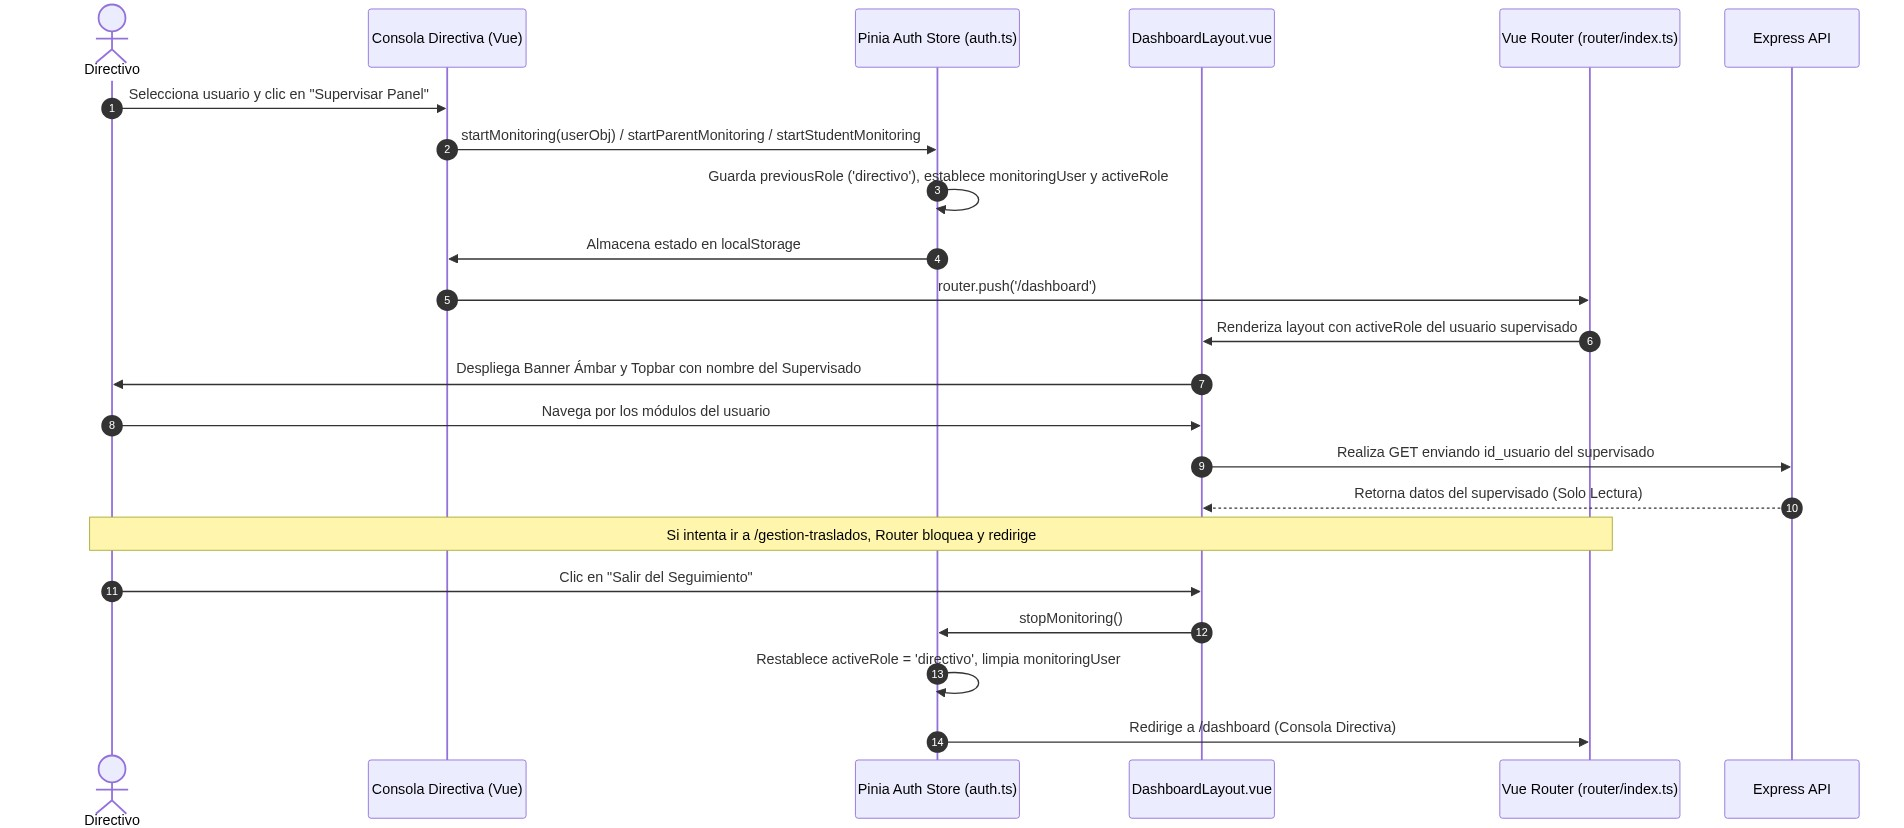 Directivo
Consola Directiva (Vue)
Pinia Auth Store (auth.ts)
DashboardLayout.vue
Vue Router (router/index.ts)
Express API
Selecciona usuario y clic en "Supervisar Panel"
1
startMonitoring(userObj) / startParentMonitoring / startStudentMonitoring
2
Guarda previousRole ('directivo'), establece monitoringUser y activeRole
3
Almacena estado en localStorage
4
router.push('/dashboard')
5
Renderiza layout con activeRole del usuario supervisado
6
Despliega Banner Ámbar y Topbar con nombre del Supervisado
7
Navega por los módulos del usuario
8
Realiza GET enviando id_usuario del supervisado
9
Retorna datos del supervisado (Solo Lectura)
10
Si intenta ir a /gestion-traslados, Router bloquea y redirige
Clic en "Salir del Seguimiento"
11
stopMonitoring()
12
Restablece activeRole = 'directivo', limpia monitoringUser
13
Redirige a /dashboard (Consola Directiva)
14
Directivo
Consola Directiva (Vue)
Pinia Auth Store (auth.ts)
DashboardLayout.vue
Vue Router (router/index.ts)
Express API